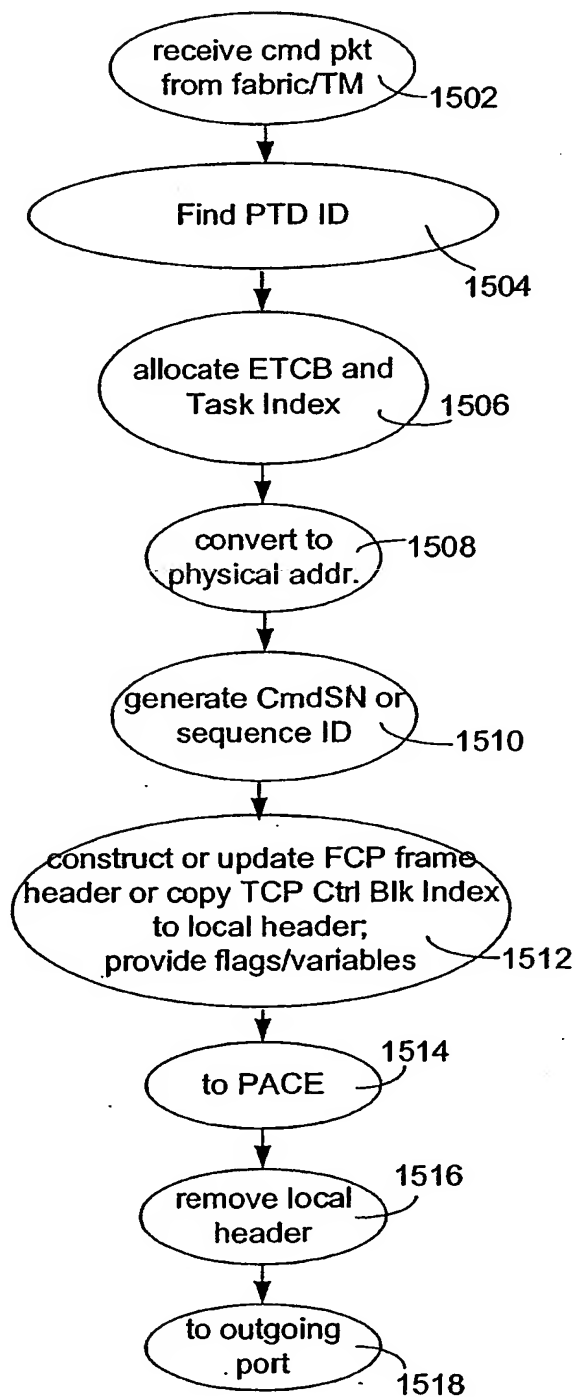 receive cmd pkt
from fabric/TM
1502
Find PTD ID
1504
allocate ETCB and
Task Index
1506
convert to
physical addr.
1508
generate CmdSN or
sequence ID
1510
construct or update FCP frame
header or copy TCP Ctrl Blk Index
to local header;
provide flags/variables
1512
to PACE
1514
remove local
header
1516
to outgoing
port
1518